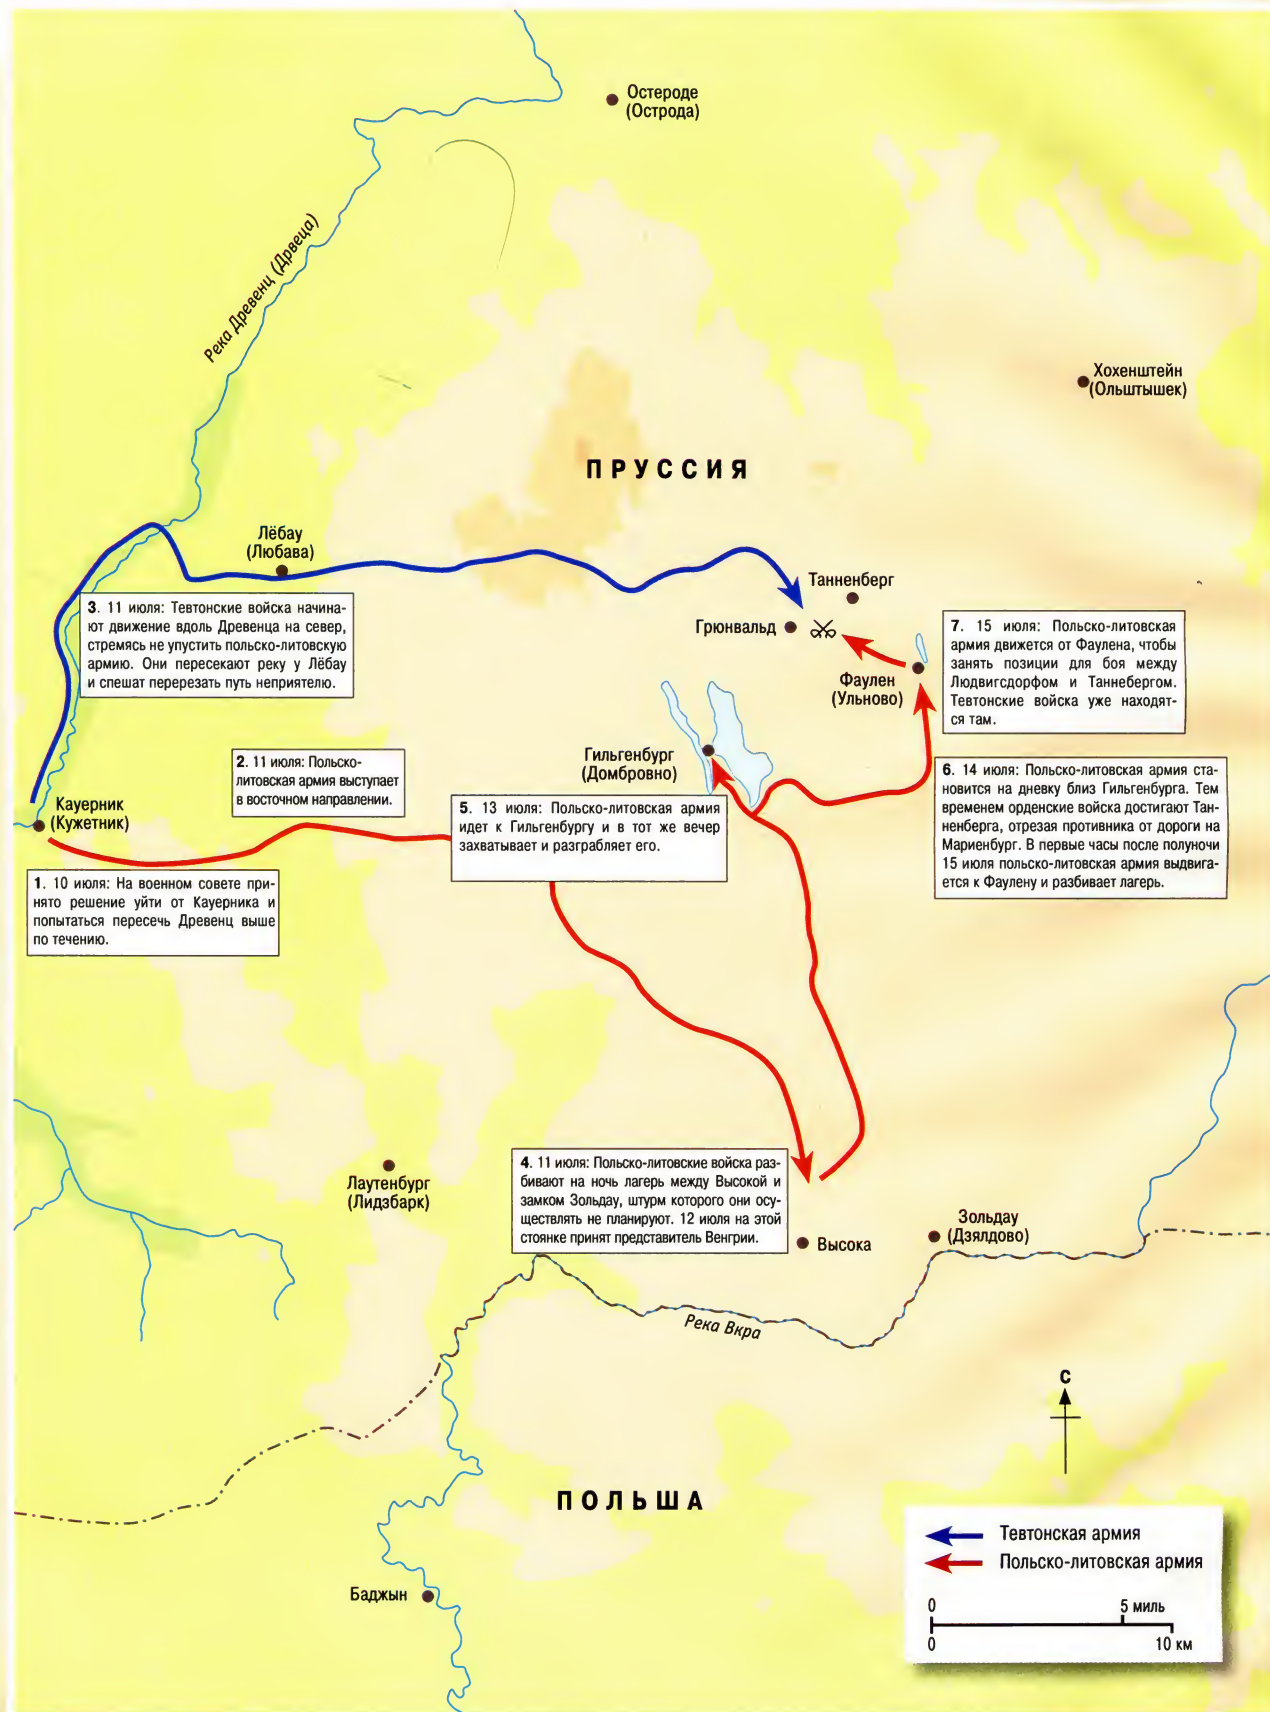 Остероде
(Острода)
Река Древенц (Дрвеца)
Хохенштейн
(Ольштышек)
ПРУССИЯ
Лёбау
(Любава)
Танненберг
Грюнвальд
3. 11 июля: Тевтонские войска начина-
ют движение вдоль Древенца на север,
стремясь не упустить польско-литовскую
армию. Они пересекают реку у Лёбау
и спешат перерезать путь неприятелю.
7. 15 июля: Польско-литовская
армия движется от Фаулена, чтобы
занять позиции для боя между
Людвигсдорфом и Таннебергом.
Тевтонские войска уже находят-
ся там.
Фаулен
(Ульново)
Гильгенбург
(Домбровно)
2. 11 июля: Польско-
литовская армия выступает
в восточном направлении.
6. 14 июля: Польско-литовская армия ста-
новится на дневку близ Гильгенбурга. Тем
временем орденские войска достигают Тан-
ненберга, отрезая противника от дороги на
Мариенбург. В первые часы после полуночи
15 июля польско-литовская армия выдвига-
ется к Фаулену и разбивает лагерь.
Кауерник
(Кужетник)
5. 13 июля: Польско-литовская армия
идет к Гильгенбургу и в тот же вечер
захватывает и разграбляет его.
1. 10 июля: На военном совете при-
нято решение уйти от Кауерника и
попытаться пересечь Древенц выше
по течению.
4. 11 июля: Польско-литовские войска раз-
бивают на ночь лагерь между Высокой и
замком Зольдау, штурм которого они осу-
ществлять не планируют. 12 июля на этой
стоянке принят представитель Венгрии.
Лаутенбург
(Лидзбарк)
Высока
Зольдау
(Дзялдово)
Река Вкра
С
ПОЛЬША
Баджын
Тевтонская армия
Польско-литовская армия
0 5 миль
0 10 км